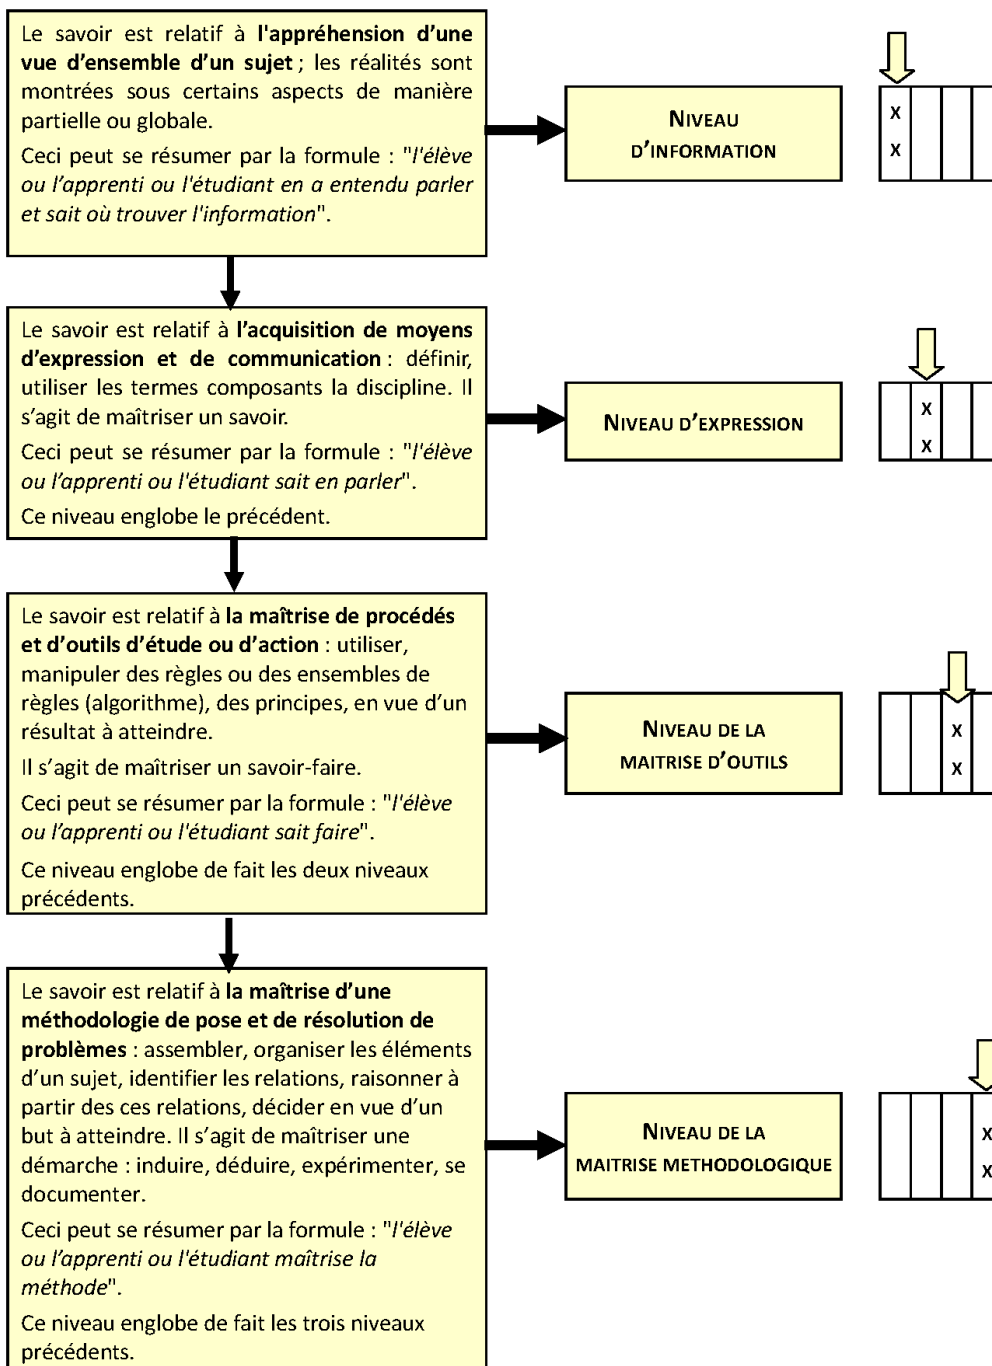 Le savoir est relatif à l'appréhension d'une
vue d'ensemble d'un sujet ; les réalités sont
montrées sous certains aspects de manière
partielle ou globale.
Ceci peut se résumer par la formule : "l'élève
ou l'apprenti ou l'étudiant en a entendu parler
et sait où trouver l'information".
NIVEAU
D'INFORMATION
X
X
Le savoir est relatif à l'acquisition de moyens
d'expression et de communication : définir,
utiliser les termes composants la discipline. Il
s'agit de maîtriser un savoir.
Ceci peut se résumer par la formule : "l'élève
ou l'apprenti ou l'étudiant sait en parler".
Ce niveau englobe le précédent.
NIVEAU D'EXPRESSION
X
X
Le savoir est relatif à la maîtrise de procédés
et d'outils d'étude ou d'action : utiliser,
manipuler des règles ou des ensembles de
règles (algorithme), des principes, en vue d'un
résultat à atteindre.
Il s'agit de maîtriser un savoir-faire.
Ceci peut se résumer par la formule : "l'élève
ou l'apprenti ou l'étudiant sait faire".
Ce niveau englobe de fait les deux niveaux
précédents.
NIVEAU DE LA
MAITRISE D'OUTILS
X
X
Le savoir est relatif à la maîtrise d'une
méthodologie de pose et de résolution de
problèmes : assembler, organiser les éléments
d'un sujet, identifier les relations, raisonner à
partir des ces relations, décider en vue d'un
but à atteindre. Il s'agit de maîtriser une
démarche : induire, déduire, expérimenter, se
documenter.
Ceci peut se résumer par la formule : "l'élève
ou l'apprenti ou l'étudiant maîtrise la
méthode".
Ce niveau englobe de fait les trois niveaux
précédents.
NIVEAU DE LA
MAITRISE METHODOLOGIQUE
X
X